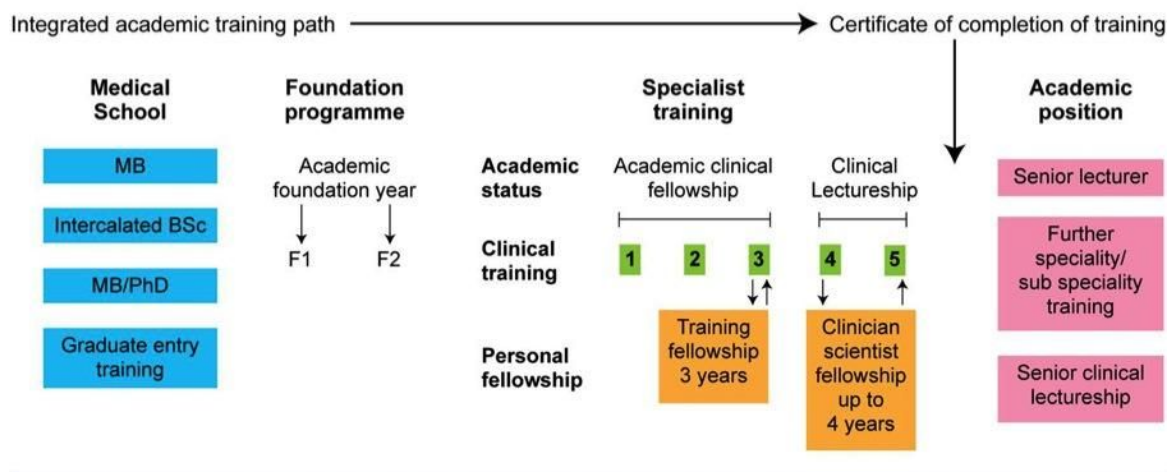 Integrated academic training path
Certificate of completion of training
Medical
School
MB
Intercalated BSc
MB/PhD
Graduate entry
training
Foundation
programme
Academic
foundation year
F1 F2
Specialist
training
Academic
status
Academic clinical
fellowship
Clinical
Lectureship
Clinical
training
1 2 3 4 5
Personal
fellowship
Training
fellowship
3 years
Clinician
scientist
fellowship
up to
4 years
Academic
position
Senior lecturer
Further
speciality/
sub speciality
training
Senior clinical
lectureship